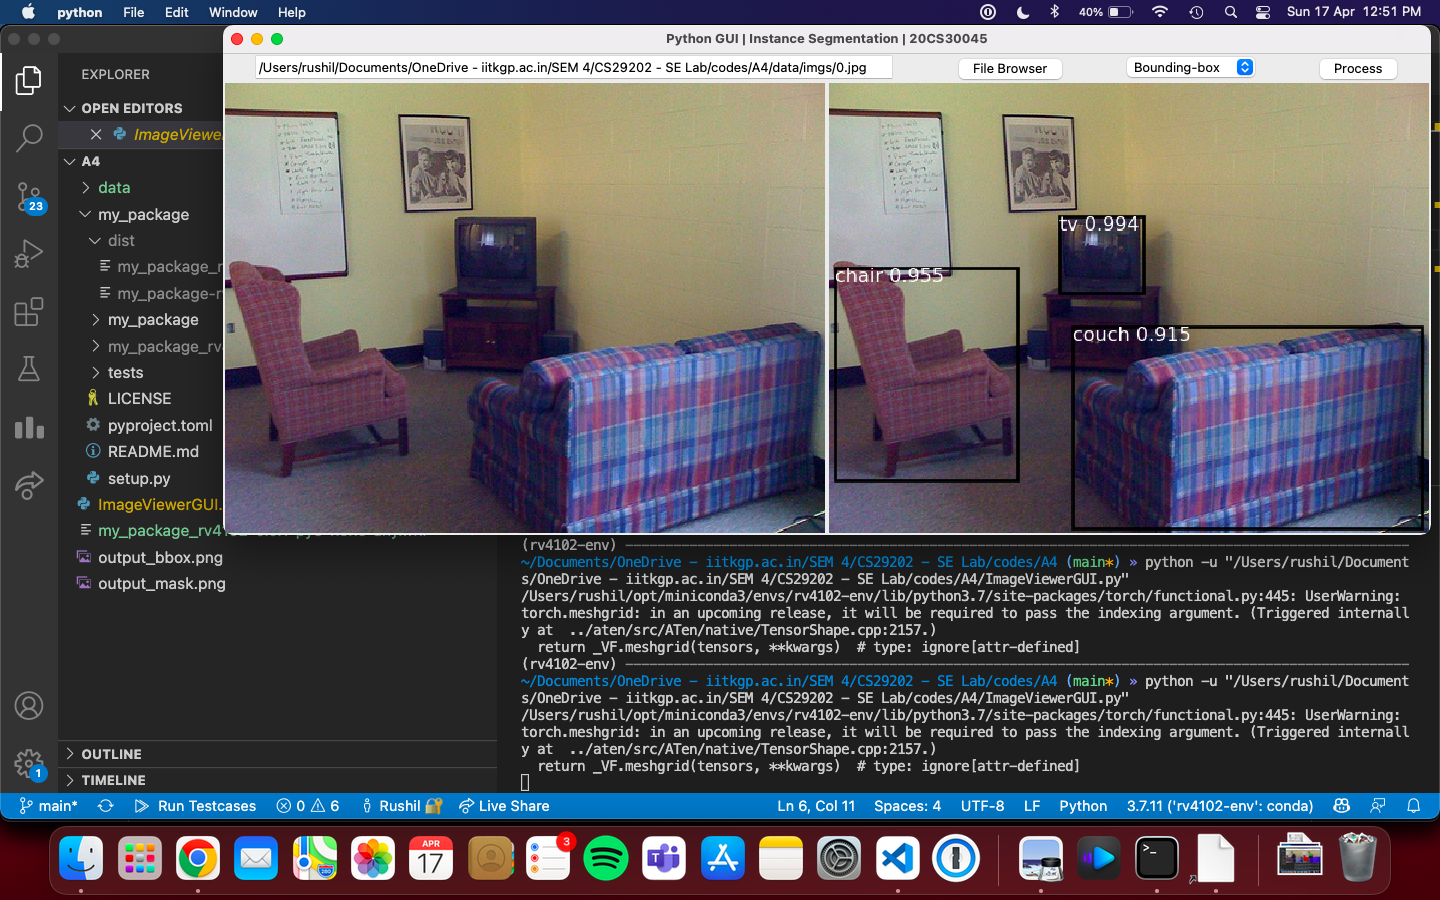 python File Edit Window Help
40% Sun 17 Apr 12:51 PM
Python GUI | Instance Segmentation | 20CS30045
/Users/rushil/Documents/OneDrive - iitkgp.ac.in/SEM 4/CS29202 - SE Lab/codes/A4/data/imgs/0.jpg File Browser Bounding-box Process
tv 0.994
chair 0.955
couch 0.915
EXPLORER
OPEN EDITORS
ImageViewe
A4
data
my_package
dist
my_package_r
my_package-r
my_package
my_package_rv
tests
LICENSE
pyproject.toml
README.md
setup.py
ImageViewerGUI.
my_package_rv41
output_bbox.png
output_mask.png
OUTLINE
TIMELINE
23
1
(rv4102-env)
~/Documents/OneDrive - iitkgp.ac.in/SEM 4/CS29202 - SE Lab/codes/A4 (main*) » python -u "/Users/rushil/Document
s/OneDrive - iitkgp.ac.in/SEM 4/CS29202 - SE Lab/codes/A4/ImageViewerGUI.py"
/Users/rushil/opt/miniconda3/envs/rv4102-env/lib/python3.7/site-packages/torch/functional.py:445: UserWarning:
torch.meshgrid: in an upcoming release, it will be required to pass the indexing argument. (Triggered internall
y at ../aten/src/ATen/native/TensorShape.cpp:2157.)
return _VF.meshgrid(tensors, **kwargs) # type: ignore[attr-defined]
(rv4102-env)
~/Documents/OneDrive - iitkgp.ac.in/SEM 4/CS29202 - SE Lab/codes/A4 (main*) » python -u "/Users/rushil/Document
s/OneDrive - iitkgp.ac.in/SEM 4/CS29202 - SE Lab/codes/A4/ImageViewerGUI.py"
/Users/rushil/opt/miniconda3/envs/rv4102-env/lib/python3.7/site-packages/torch/functional.py:445: UserWarning:
torch.meshgrid: in an upcoming release, it will be required to pass the indexing argument. (Triggered internall
y at ../aten/src/ATen/native/TensorShape.cpp:2157.)
return _VF.meshgrid(tensors, **kwargs) # type: ignore[attr-defined]
main* Run Testcases 0 6 Rushil Live Share Ln 6, Col 11 Spaces: 4 UTF-8 LF Python 3.7.11 ('rv4102-env': conda)
APR
17
3